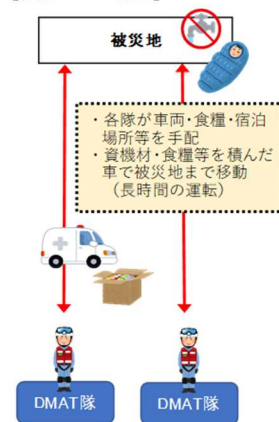 被災地
・各隊が車両・食糧・宿泊
場所等を手配
・資機材・食糧等を積んだ
車で被災地まで移動
(長時間の運転)
DMAT隊
DMAT隊